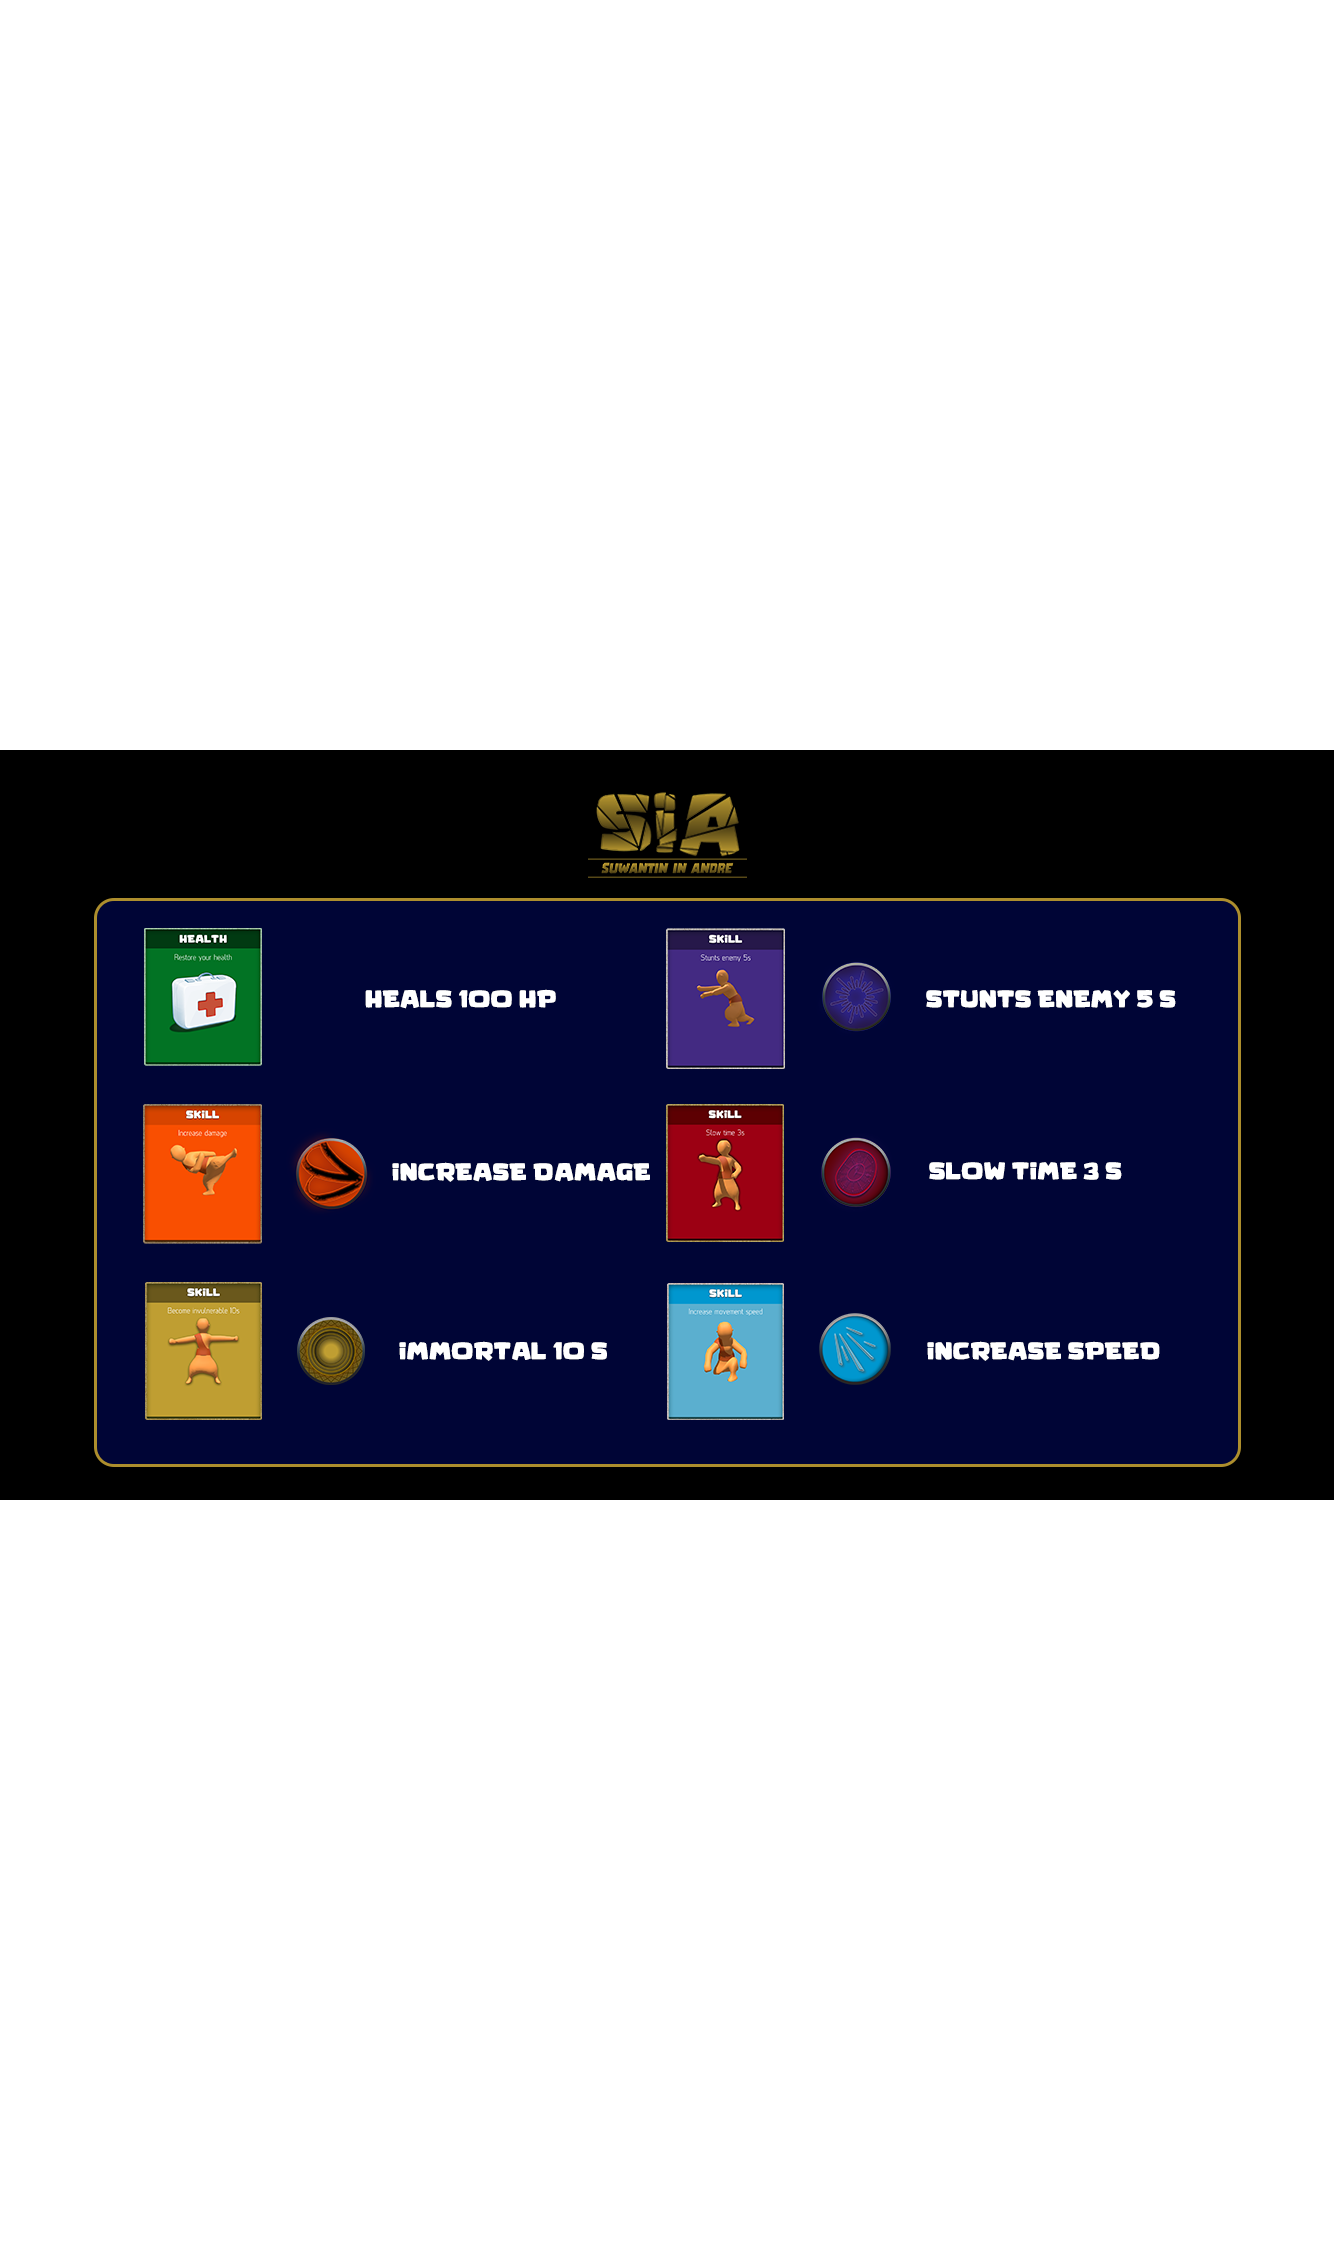 SiA
SUWANTIN IN ANDRE
HEALTH
Restore your health
HEALS 100 HP
SKiLL
Stunts enemy 5s
STUNTS ENEMY 5 S
SKiLL
Increase damage
iNCREASE DAMAGE
SKiLL
Slow time 3s
SLOW TiME 3 S
SKiLL
Become invulnerable 10s
iMMORTAL 10 S
SKiLL
Increase movement speed
iNCREASE SPEED